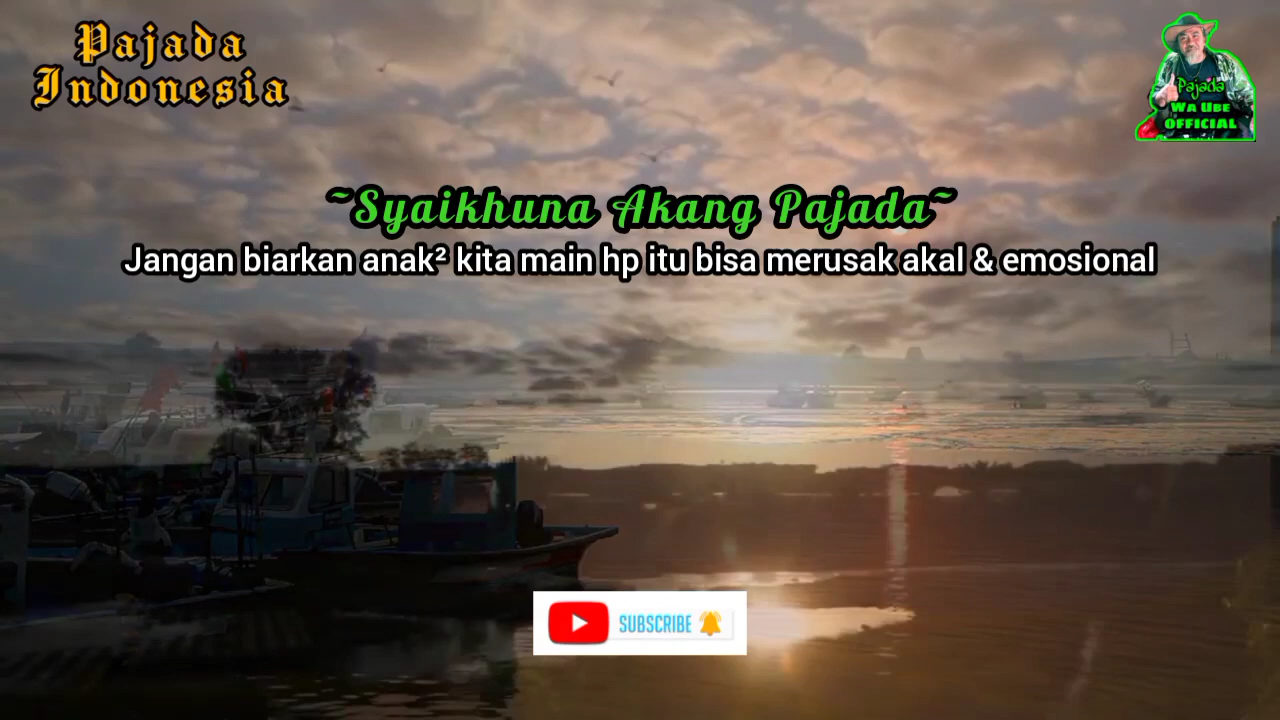 Pajada
Indonesia
Pajada
Wa Ube
OFFICIAL
~Syaikhuna Akang Pajada~
Jangan biarkan anak² kita main hp itu bisa merusak akal & emosional
SUBSCRIBE